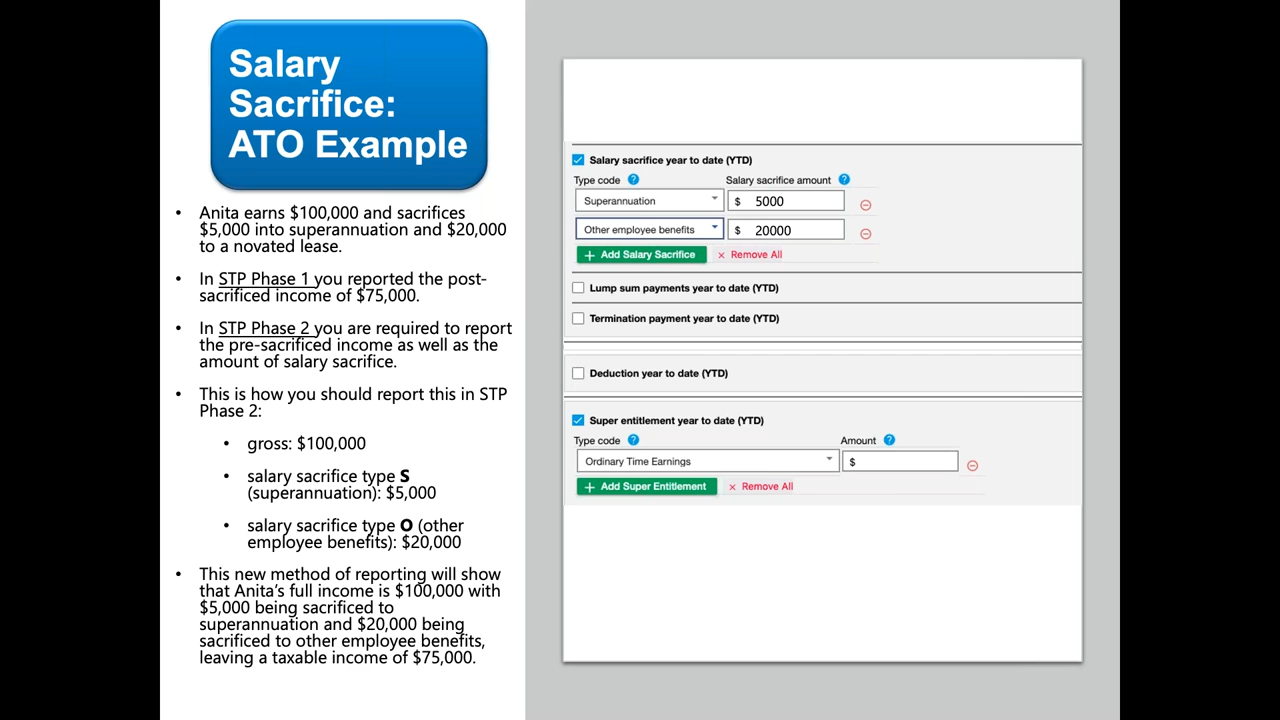 Salary
Sacrifice:
ATO Example
• Anita earns $100,000 and sacrifices
$5,000 into superannuation and $20,000
to a novated lease.
• In STP Phase 1 you reported the post-
sacrificed income of $75,000.
• In STP Phase 2 you are required to report
the pre-sacrificed income as well as the
amount of salary sacrifice.
• This is how you should report this in STP
Phase 2:
• gross: $100,000
• salary sacrifice type S
(superannuation): $5,000
• salary sacrifice type O (other
employee benefits): $20,000
• This new method of reporting will show
that Anita's full income is $100,000 with
$5,000 being sacrificed to
superannuation and $20,000 being
sacrificed to other employee benefits,
leaving a taxable income of $75,000.
Salary sacrifice year to date (YTD)
Type code ? Salary sacrifice amount ?
Superannuation $ 5000
Other employee benefits $ 20000
+ Add Salary Sacrifice × Remove All
Lump sum payments year to date (YTD)
Termination payment year to date (YTD)
Deduction year to date (YTD)
Super entitlement year to date (YTD)
Type code ? Amount ?
Ordinary Time Earnings $
+ Add Super Entitlement × Remove All